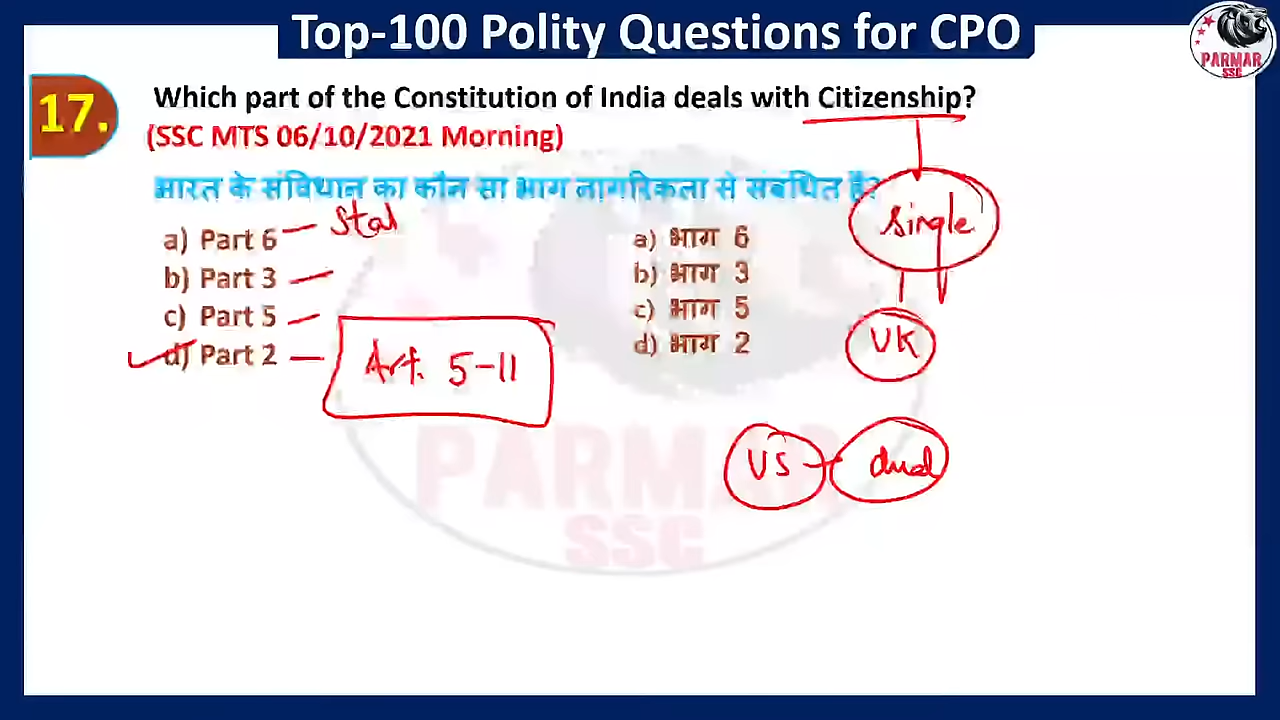 Top-100 Polity Questions for CPO
PARMAR
SSC
17.
Which part of the Constitution of India deals with Citizenship?
(SSC MTS 06/10/2021 Morning)
भारत के संविधान का कौन सा भाग नागरिकता से संबंधित है?
a) Part 6 Stat
b) Part 3
c) Part 5
d) Part 2
Art. 5-11
a) भाग 6
b) भाग 3
c) भाग 5
d) भाग 2
Single
UK
US
dual
PARMAR
SSC